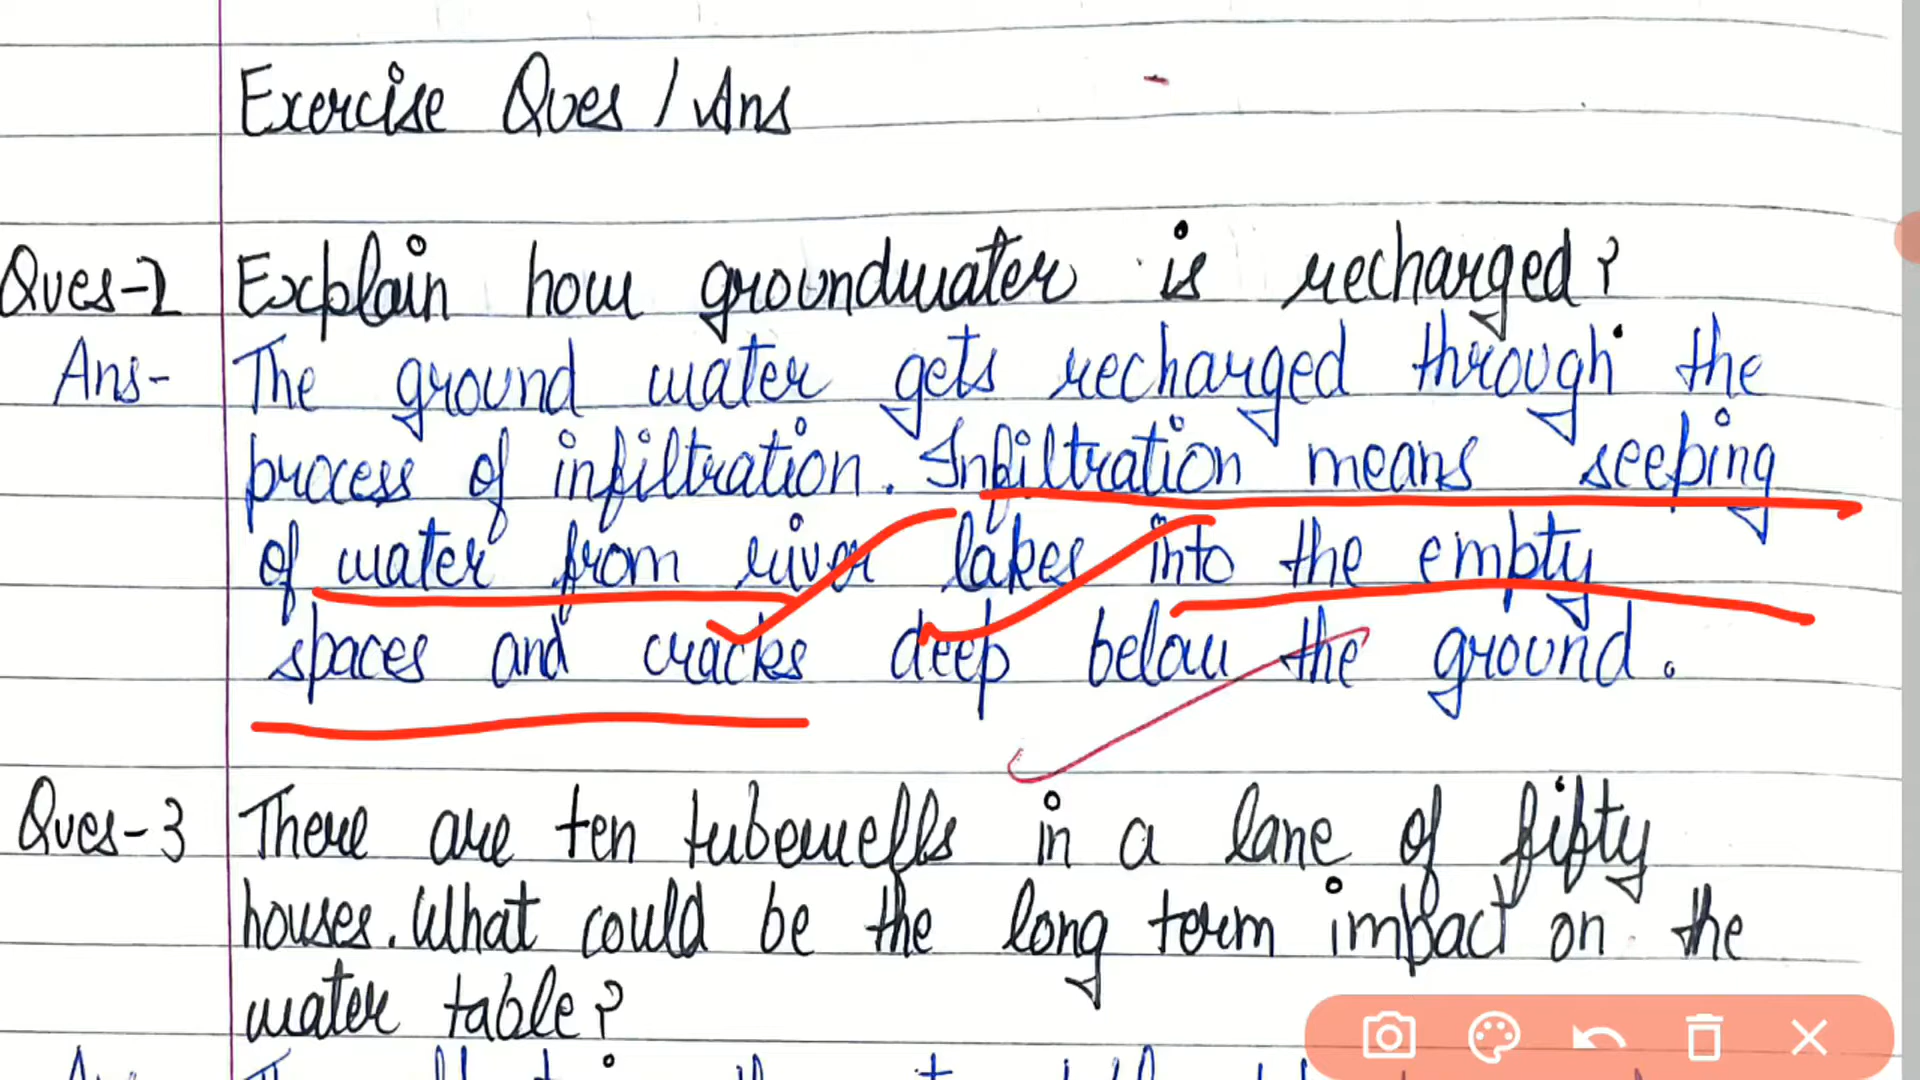 Exercise Ques / Ans
Ques-2 Explain how groundwater is recharged?
Ans- The ground water gets recharged through the
process of infiltration. Infiltration means seeping
of water from river lakes into the empty
spaces and cracks deep below the ground.
Ques-3 There are ten tubewells in a lane of fifty
houses. What could be the long term impact on the
water table?